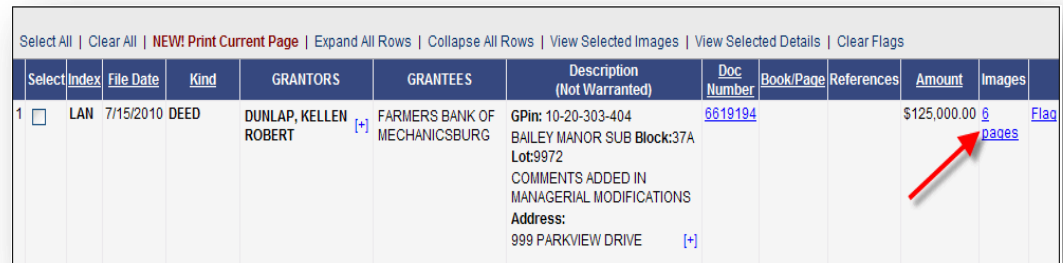 Select All | Clear All | NEW! Print Current Page | Expand All Rows | Collapse All Rows | View Selected Images | View Selected Details | Clear Flags
Select Index File Date Kind GRANTORS GRANTEES Description (Not Warranted) Doc Number Book/Page References Amount Images
1 LAN 7/15/2010 DEED DUNLAP, KELLEN ROBERT [+] FARMERS BANK OF MECHANICSBURG GPin: 10-20-303-404 6619194 $125,000.00 6 pages Flag
BAILEY MANOR SUB Block:37A
Lot:9972
COMMENTS ADDED IN
MANAGERIAL MODIFICATIONS
Address:
999 PARKVIEW DRIVE [+]